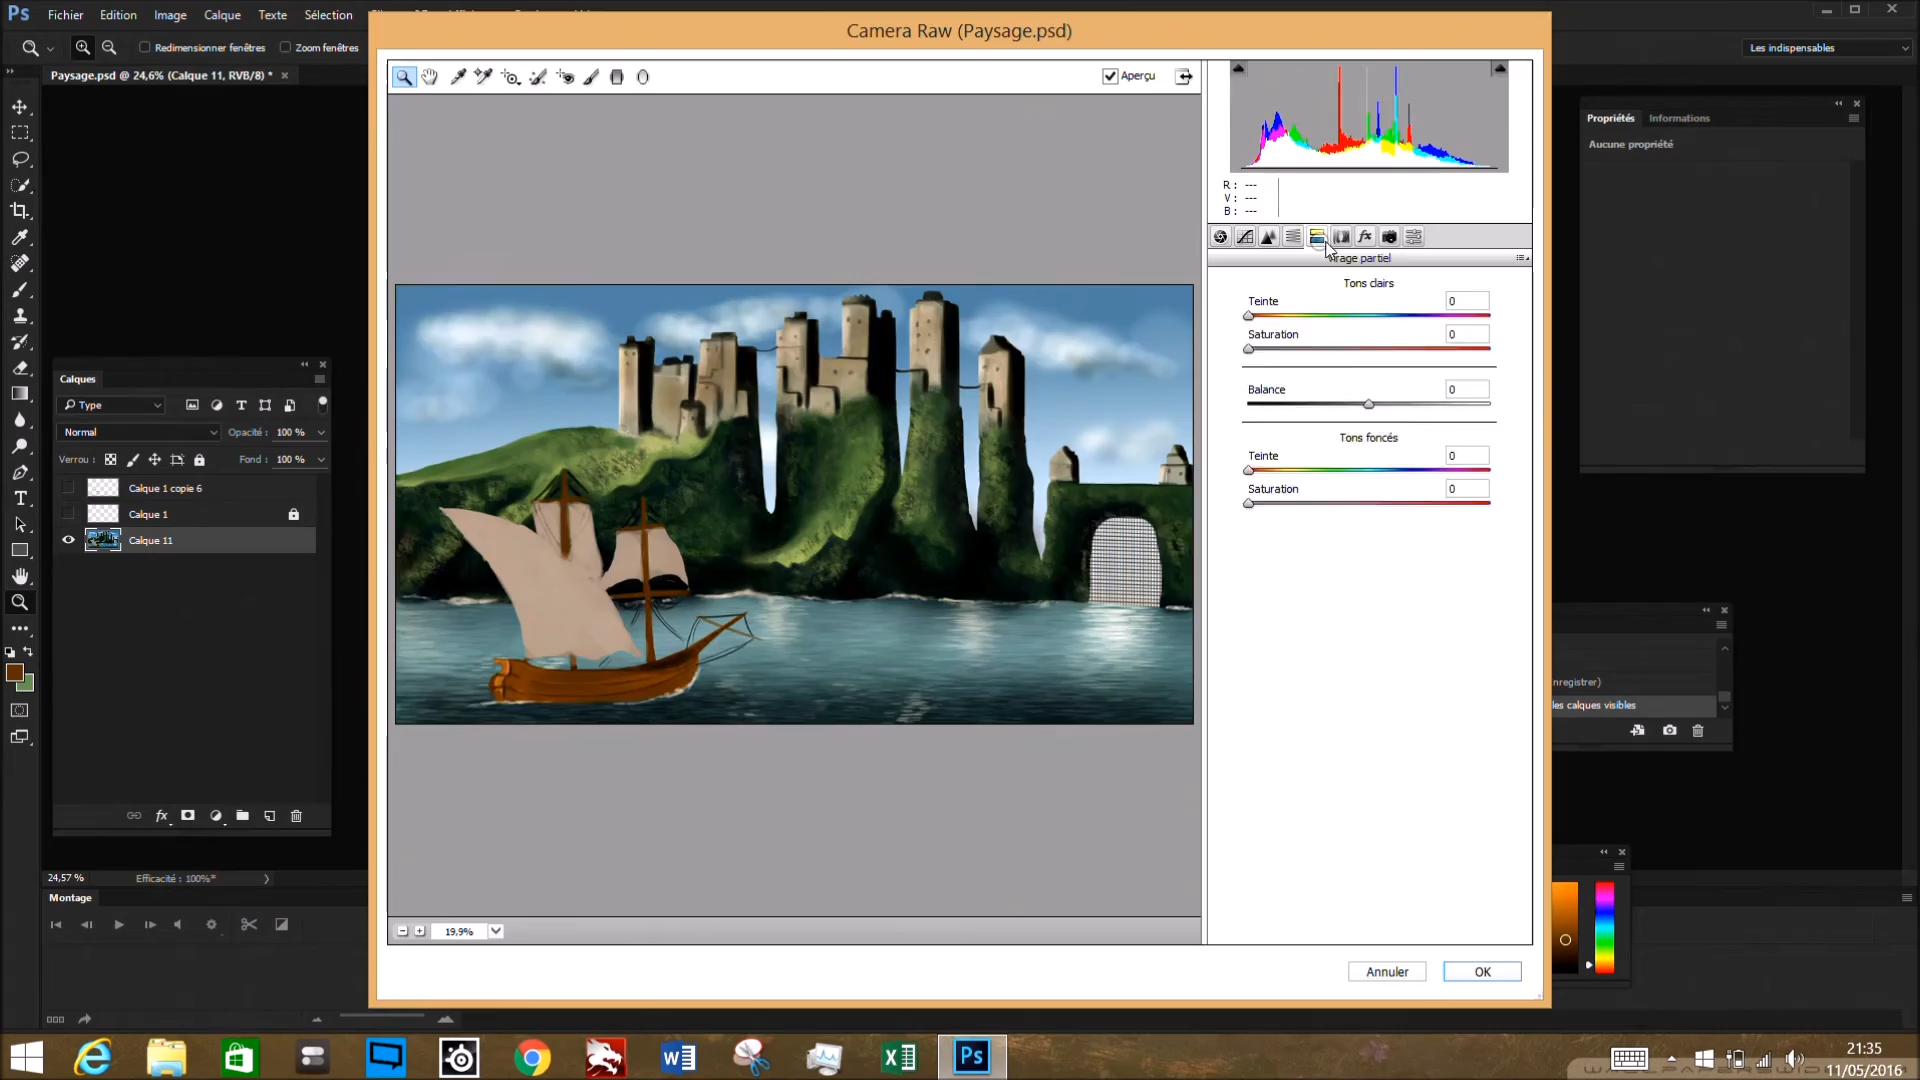 Ps Fichier Edition Image Calque Texte Sélection
Camera Raw (Paysage.psd)
Redimensionner fenêtres Zoom fenêtres
Les indispensables
Paysage.psd @ 24,6% (Calque 11, RVB/8) *
Aperçu
R : ---
V : ---
B : ---
Propriétés Informations
Aucune propriété
rage partiel
Tons clairs
Teinte 0
Saturation 0
Balance 0
Tons foncés
Teinte 0
Saturation 0
Calques
Type
Normal Opacité : 100 %
Verrou : Fond : 100 %
Calque 1 copie 6
Calque 1
Calque 11
nregistrer)
les calques visibles
24,57 % Efficacité : 100%*
Montage
19,9%
Annuler OK
21:35
11/05/2016